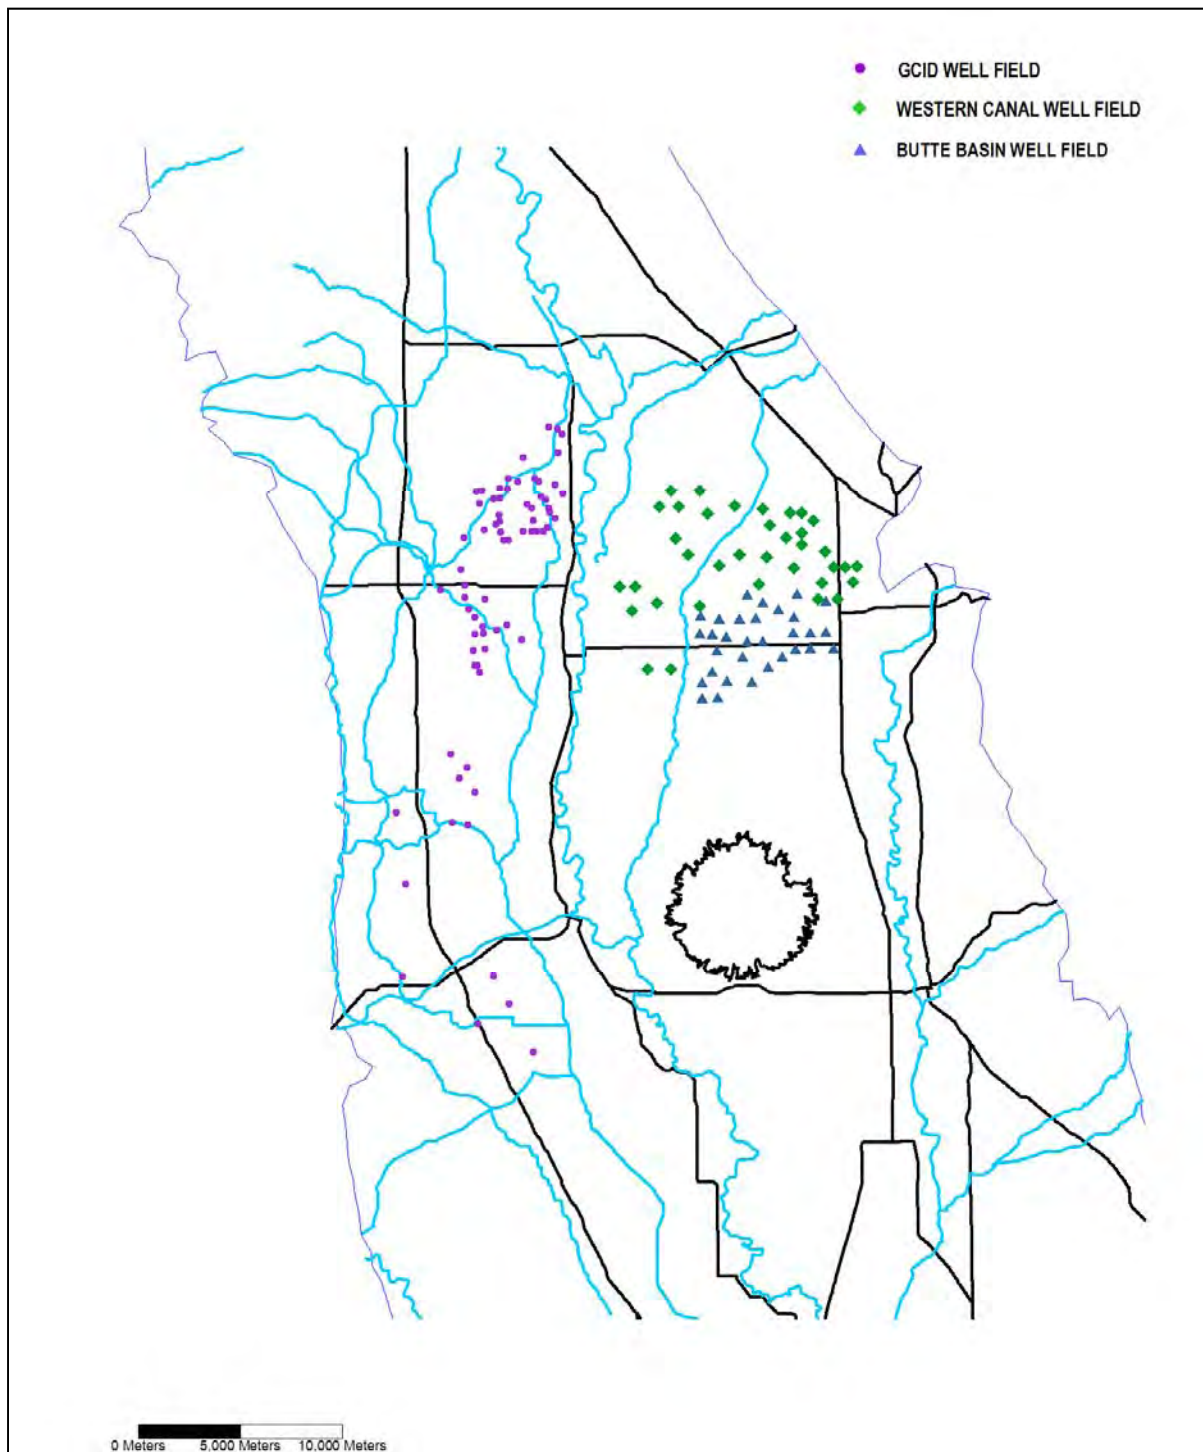 GCID WELL FIELD
WESTERN CANAL WELL FIELD
BUTTE BASIN WELL FIELD
0 Meters 5,000 Meters 10,000 Meters